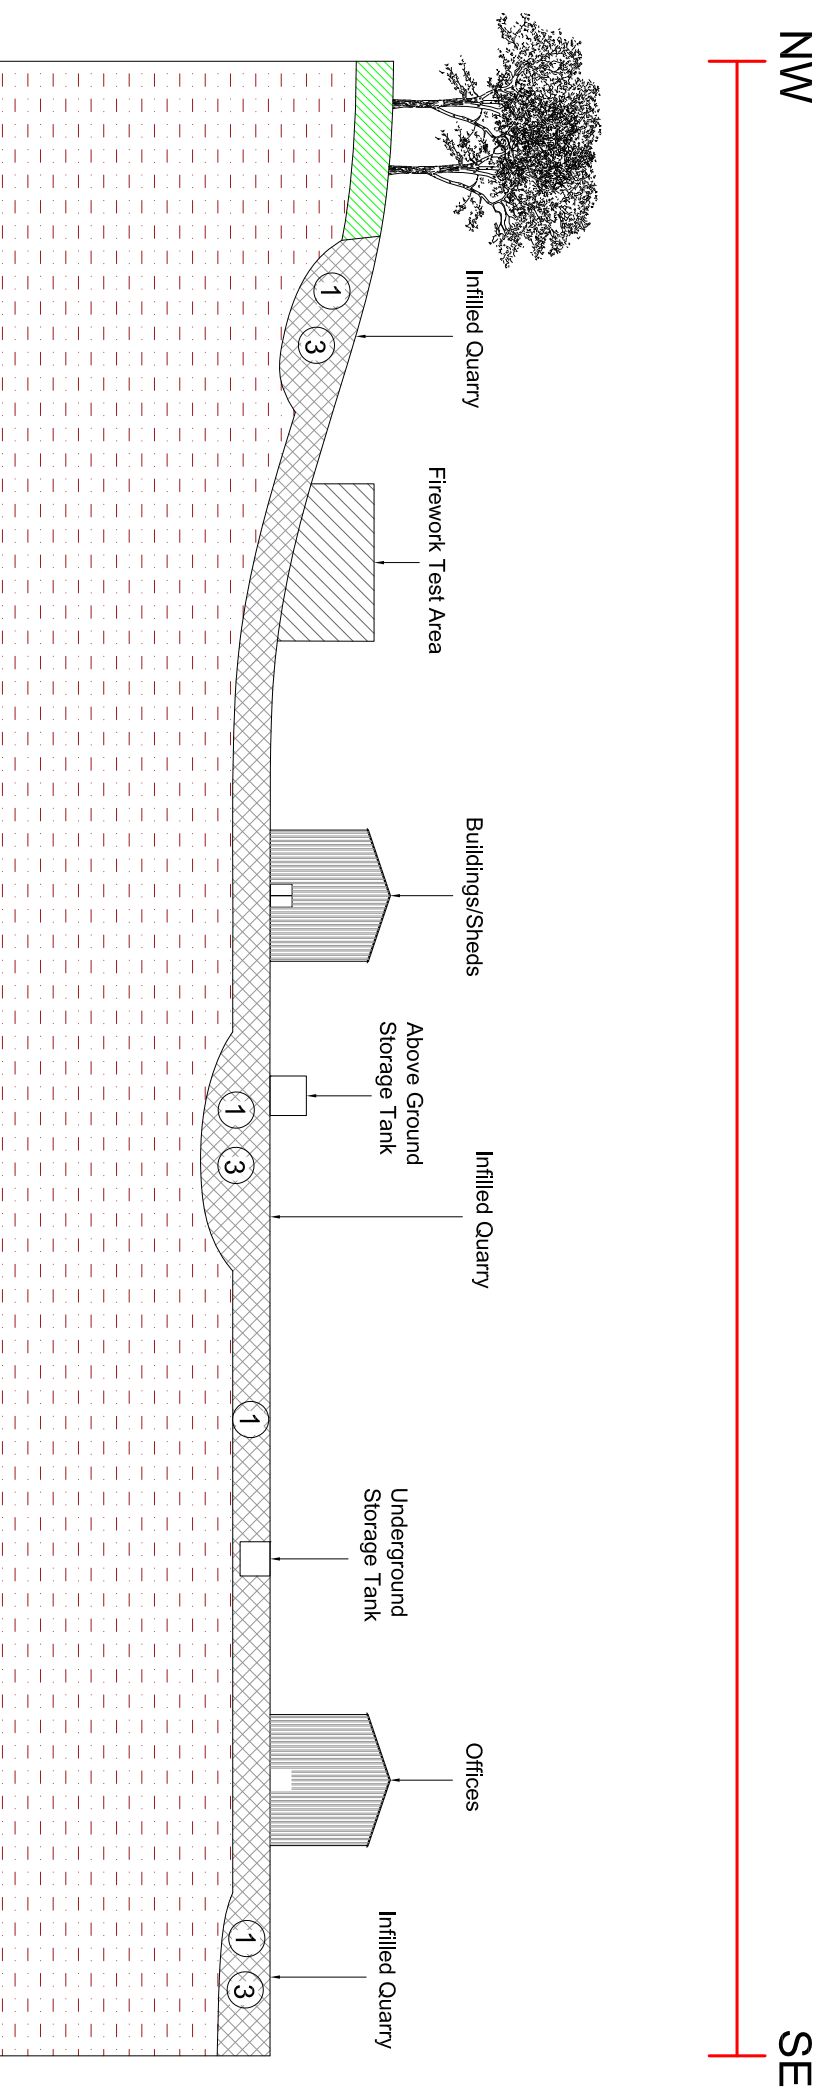 NW
SE
Infilled Quarry
Firework Test Area
Buildings/Sheds
Above Ground
Storage Tank
Infilled Quarry
Underground
Storage Tank
Offices
Infilled Quarry
1
3
1
3
1
1
3